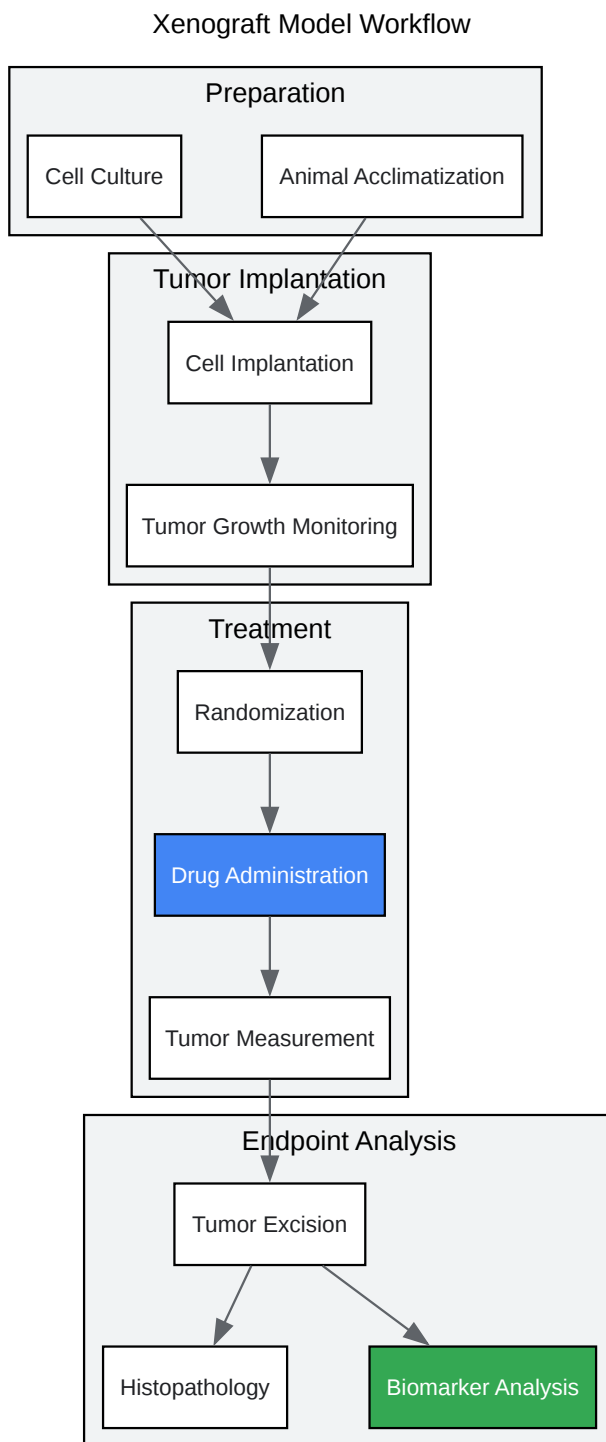 Xenograft Model Workflow
Preparation
Cell Culture
Animal Acclimatization
Tumor Implantation
Cell Implantation
Tumor Growth Monitoring
Treatment
Randomization
Drug Administration
Tumor Measurement
Endpoint Analysis
Tumor Excision
Histopathology
Biomarker Analysis